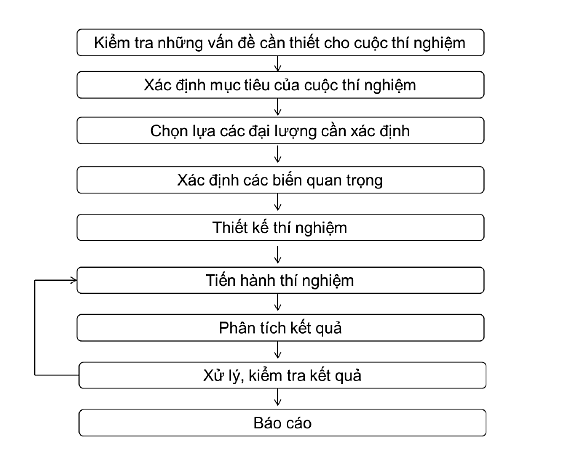 Kiểm tra những vấn đề cần thiết cho cuộc thí nghiệm
Xác định mục tiêu của cuộc thí nghiệm
Chọn lựa các đại lượng cần xác định
Xác định các biến quan trọng
Thiết kế thí nghiệm
Tiến hành thí nghiệm
Phân tích kết quả
Xử lý, kiểm tra kết quả
Báo cáo